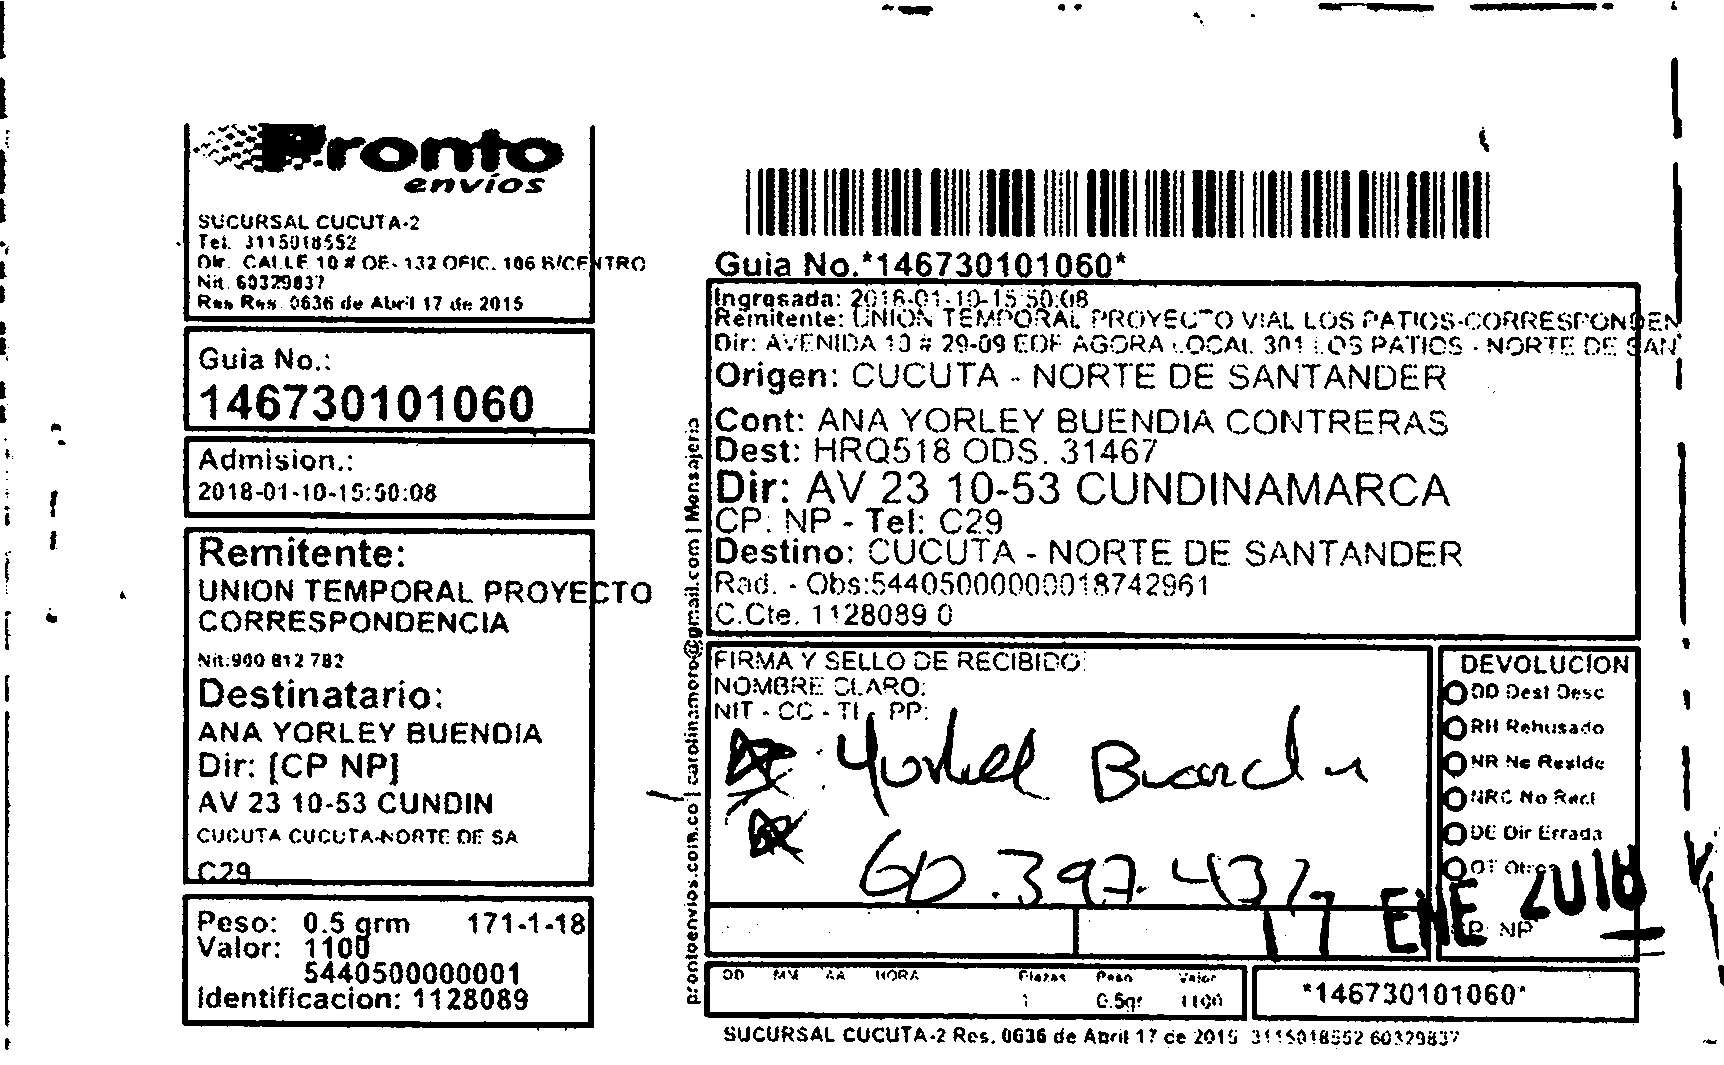 Pronto
envíos
SUCURSAL CUCUTA-2
Tel. 3115018552
Dir. CALLE 10 # OE- 132 OFIC. 106 B/CENTRO
Nit. 60329837
Res Res. 0636 de Abril 17 de 2015
Guia No.:
146730101060
Admision.:
2018-01-10-15:50:08
Remitente:
UNION TEMPORAL PROYECTO
CORRESPONDENCIA
Nit:900 812 782
Destinatario:
ANA YORLEY BUENDIA
Dir: [CP NP]
AV 23 10-53 CUNDIN
CUCUTA CUCUTA-NORTE DE SA
C29
Peso: 0.5 grm 171-1-18
Valor: 1100
5440500000001
Identificacion: 1128089
prontoenvios.com.co | carolinamoro@gmail.com | Mensajeria
Guia No.*146730101060*
Ingresada: 2018-01-10-15:50:08
Remitente: UNION TEMPORAL PROYECTO VIAL LOS PATIOS-CORRESPONDEN
Dir: AVENIDA 10 # 29-09 EDF AGORA LOCAL 301 LOS PATIOS - NORTE DE SAN
Origen: CUCUTA - NORTE DE SANTANDER
Cont: ANA YORLEY BUENDIA CONTRERAS
Dest: HRQ518 ODS. 31467
Dir: AV 23 10-53 CUNDINAMARCA
CP: NP - Tel: C29
Destino: CUCUTA - NORTE DE SANTANDER
Rad. - Obs:54405000000018742961
C.Cte. 1128089 0
FIRMA Y SELLO DE RECIBIDO:
NOMBRE CLARO:
NIT - CC - TI - PP:
60.397.437
17 ENE 2018
DEVOLUCION
DD Dest Desc
RH Rehusado
NR No Reside
NRC No Recl
DE Dir Errada
OT Otros
P: NP
DD MM AA HORA Piezas Peso Valor
1 0.5gr 1100
*146730101060*
SUCURSAL CUCUTA-2 Res. 0636 de Abril 17 de 2015 3115018552 60329837